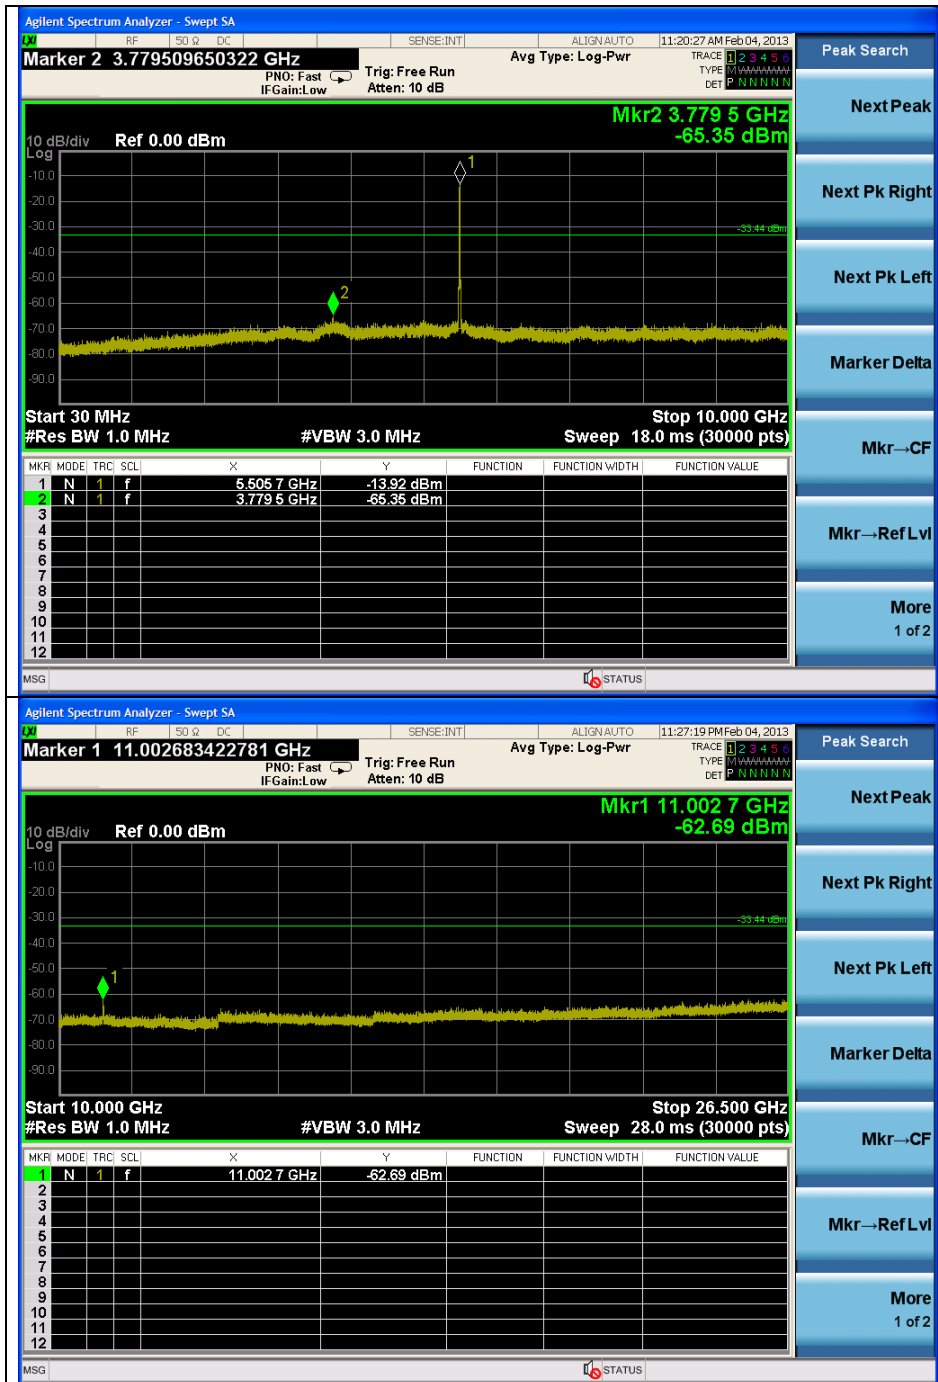 Agilent Spectrum Analyzer - Swept SA
LXI RF 50 Ω DC SENSE:INT ALIGN AUTO 11:20:27 AM Feb 04, 2013
Marker 2 3.779509650322 GHz
Avg Type: Log-Pwr
TRACE 1 2 3 4 5 6
PNO: Fast Trig: Free Run
TYPE M WWWWW
IFGain:Low Atten: 10 dB
DET P N N N N N
Peak Search
Mkr2 3.779 5 GHz
-65.35 dBm
10 dB/div Ref 0.00 dBm
Log
1
-10.0
-20.0
-30.0
-33.44 dBm
-40.0
-50.0
2
-60.0
-70.0
-80.0
-90.0
Start 30 MHz Stop 10.000 GHz
#Res BW 1.0 MHz #VBW 3.0 MHz Sweep 18.0 ms (30000 pts)
MKR MODE TRC SCL X Y FUNCTION FUNCTION WIDTH FUNCTION VALUE
1 N 1 f 5.505 7 GHz -13.92 dBm
2 N 1 f 3.779 5 GHz -65.35 dBm
3
4
5
6
7
8
9
10
11
12
MSG STATUS
Next Peak
Next Pk Right
Next Pk Left
Marker Delta
Mkr→CF
Mkr→Ref Lvl
More
1 of 2
Agilent Spectrum Analyzer - Swept SA
LXI RF 50 Ω DC SENSE:INT ALIGN AUTO 11:27:19 PM Feb 04, 2013
Marker 1 11.002683422781 GHz
Avg Type: Log-Pwr
TRACE 1 2 3 4 5 6
PNO: Fast Trig: Free Run
TYPE M WWWWW
IFGain:Low Atten: 10 dB
DET P N N N N N
Peak Search
Mkr1 11.002 7 GHz
-62.69 dBm
10 dB/div Ref 0.00 dBm
Log
-10.0
-20.0
-30.0
-33.44 dBm
-40.0
-50.0
1
-60.0
-70.0
-80.0
-90.0
Start 10.000 GHz Stop 26.500 GHz
#Res BW 1.0 MHz #VBW 3.0 MHz Sweep 28.0 ms (30000 pts)
MKR MODE TRC SCL X Y FUNCTION FUNCTION WIDTH FUNCTION VALUE
1 N 1 f 11.002 7 GHz -62.69 dBm
2
3
4
5
6
7
8
9
10
11
12
MSG STATUS
Next Peak
Next Pk Right
Next Pk Left
Marker Delta
Mkr→CF
Mkr→Ref Lvl
More
1 of 2